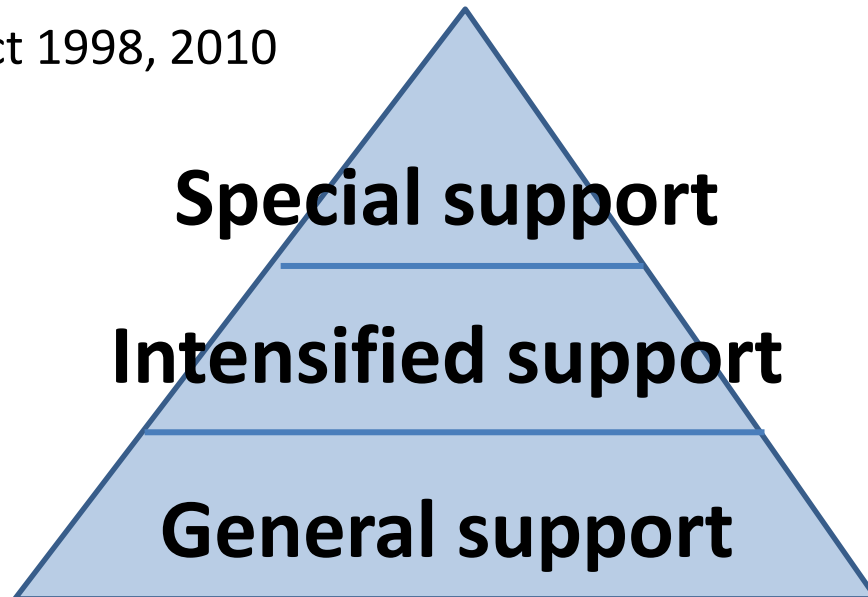 ct 1998, 2010
Special support
Intensified support
General support